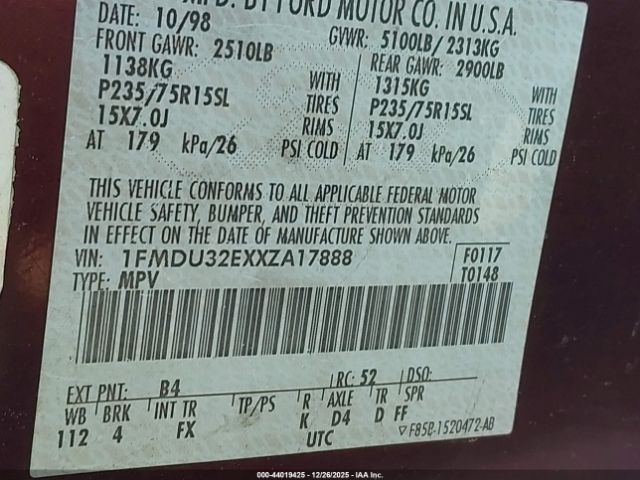 MFD. BY FORD MOTOR CO. IN U.S.A.
DATE: 10/98 GVWR: 5100LB/ 2313KG
FRONT GAWR: 2510LB REAR GAWR: 2900LB
1138KG WITH 1315KG WITH
P235/75R15SL TIRES P235/75R15SL TIRES
15X7.0J RIMS 15X7.0J RIMS
AT 179 kPa/26 PSI COLD AT 179 kPa/26 PSI COLD
THIS VEHICLE CONFORMS TO ALL APPLICABLE FEDERAL MOTOR
VEHICLE SAFETY, BUMPER, AND THEFT PREVENTION STANDARDS
IN EFFECT ON THE DATE OF MANUFACTURE SHOWN ABOVE.
VIN: 1FMDU32EXXZA17888 F0117
TYPE: MPV T0148
EXT PNT: B4 RC: 52 DSO:
WB BRK INT TR TP/PS R AXLE TR SPR
112 4 FX K D4 D FF
UTC F85B-1520472-AB
000-44019425 - 12/26/2025 - IAAI Inc.